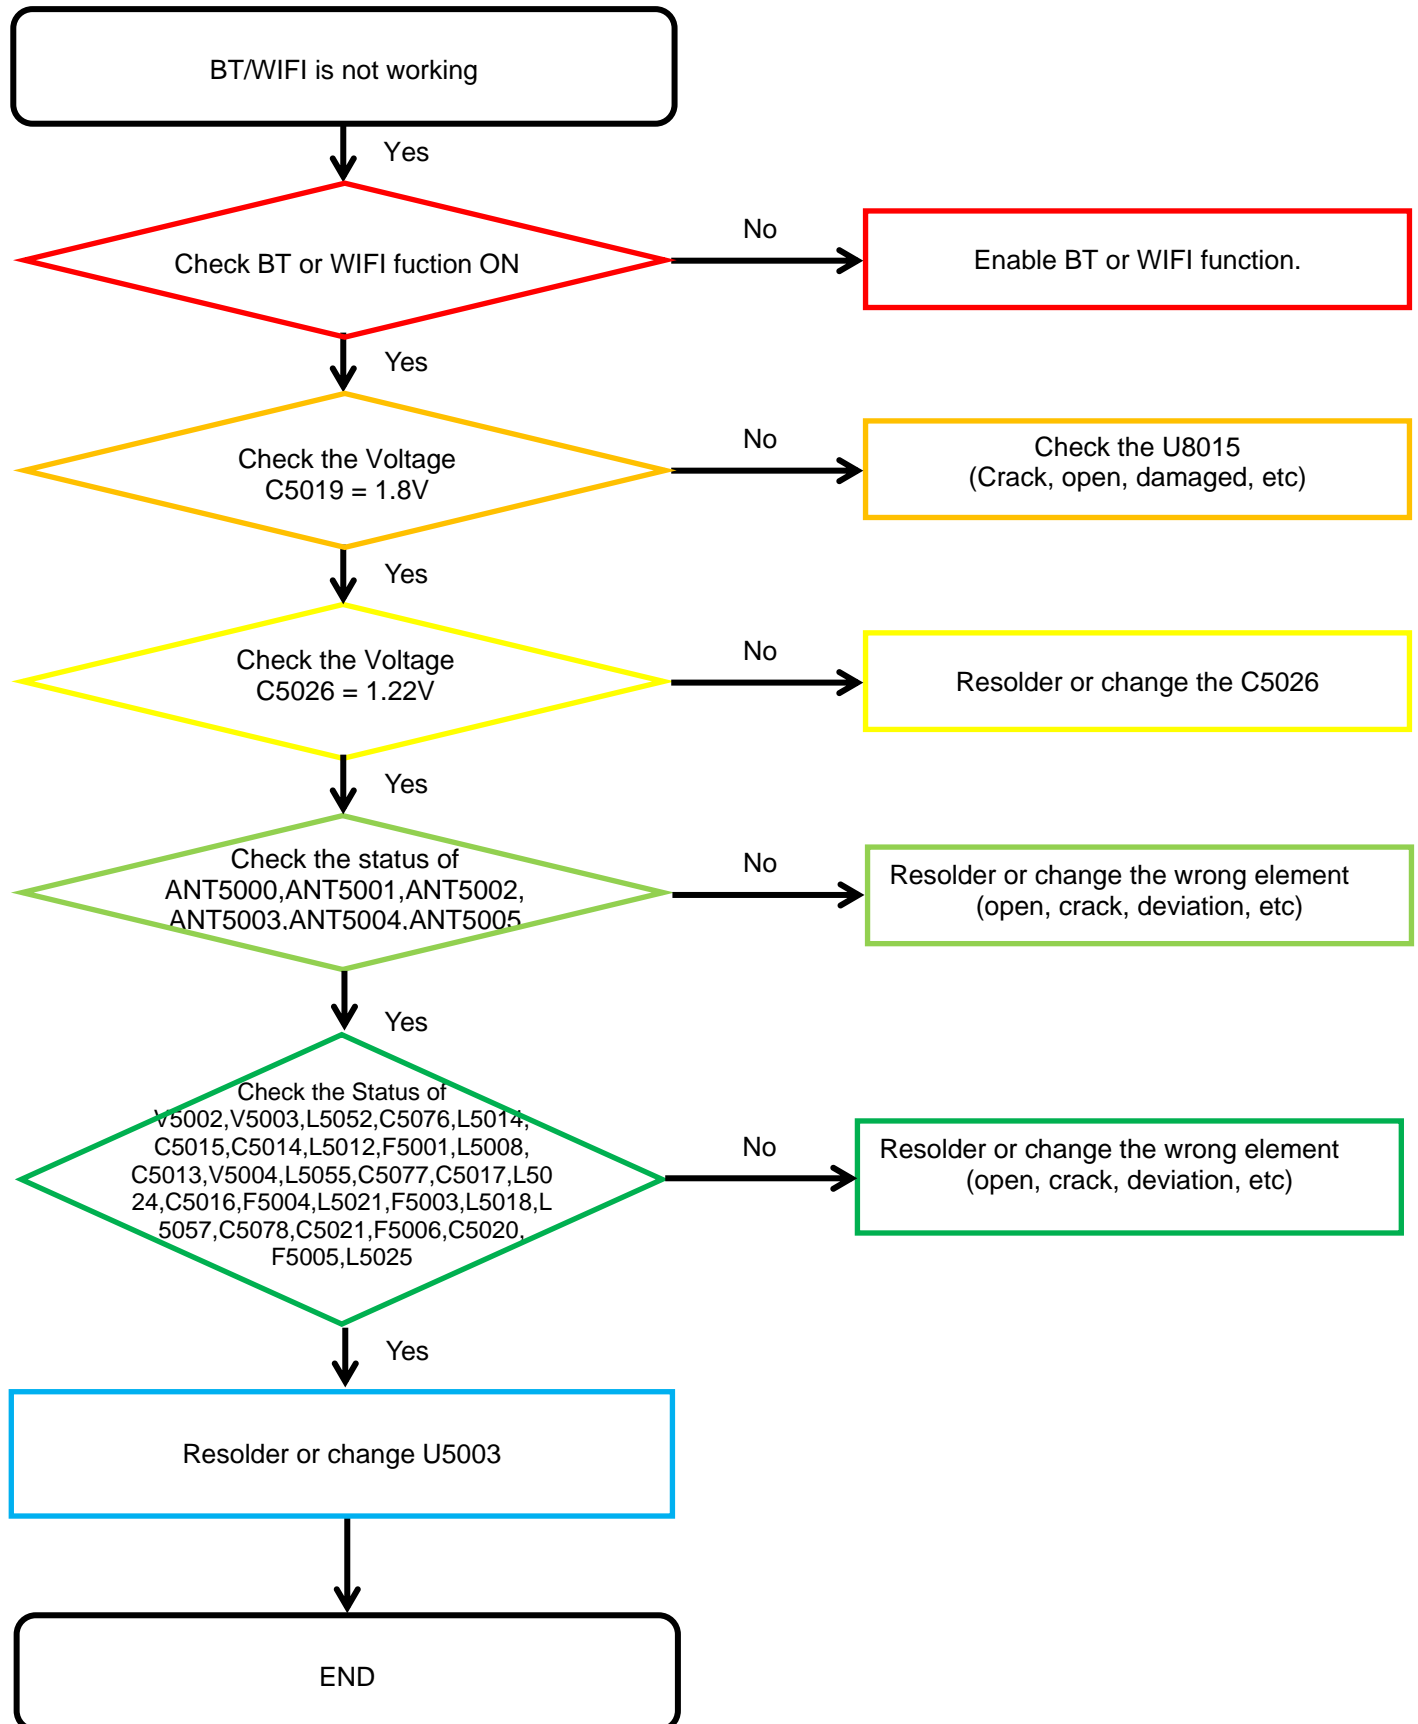 BT/WIFI is not working
Yes
Check BT or WIFI fuction ON
No
Enable BT or WIFI function.
Yes
Check the Voltage
C5019 = 1.8V
No
Check the U8015
(Crack, open, damaged, etc)
Yes
Check the Voltage
C5026 = 1.22V
No
Resolder or change the C5026
Yes
Check the status of
ANT5000,ANT5001,ANT5002,
ANT5003,ANT5004,ANT5005
No
Resolder or change the wrong element
(open, crack, deviation, etc)
Yes
Check the Status of
V5002,V5003,L5052,C5076,L5014,
C5015,C5014,L5012,F5001,L5008,
C5013,V5004,L5055,C5077,C5017,L50
24,C5016,F5004,L5021,F5003,L5018,L
5057,C5078,C5021,F5006,C5020,
F5005,L5025
No
Resolder or change the wrong element
(open, crack, deviation, etc)
Yes
Resolder or change U5003
END